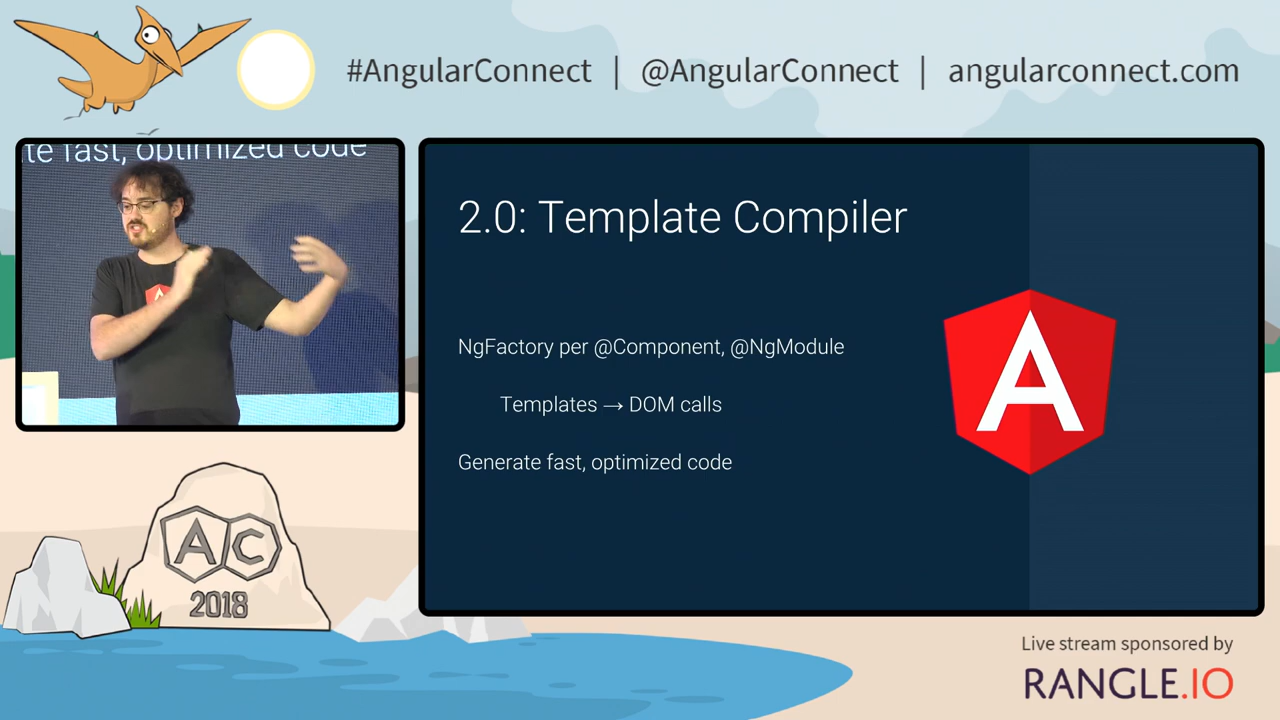 #AngularConnect | @AngularConnect | angularconnect.com
te fast, optimized code
2.0: Template Compiler
NgFactory per @Component, @NgModule
Templates → DOM calls
Generate fast, optimized code
A
AC
2018
Live stream sponsored by
RANGLE.IO